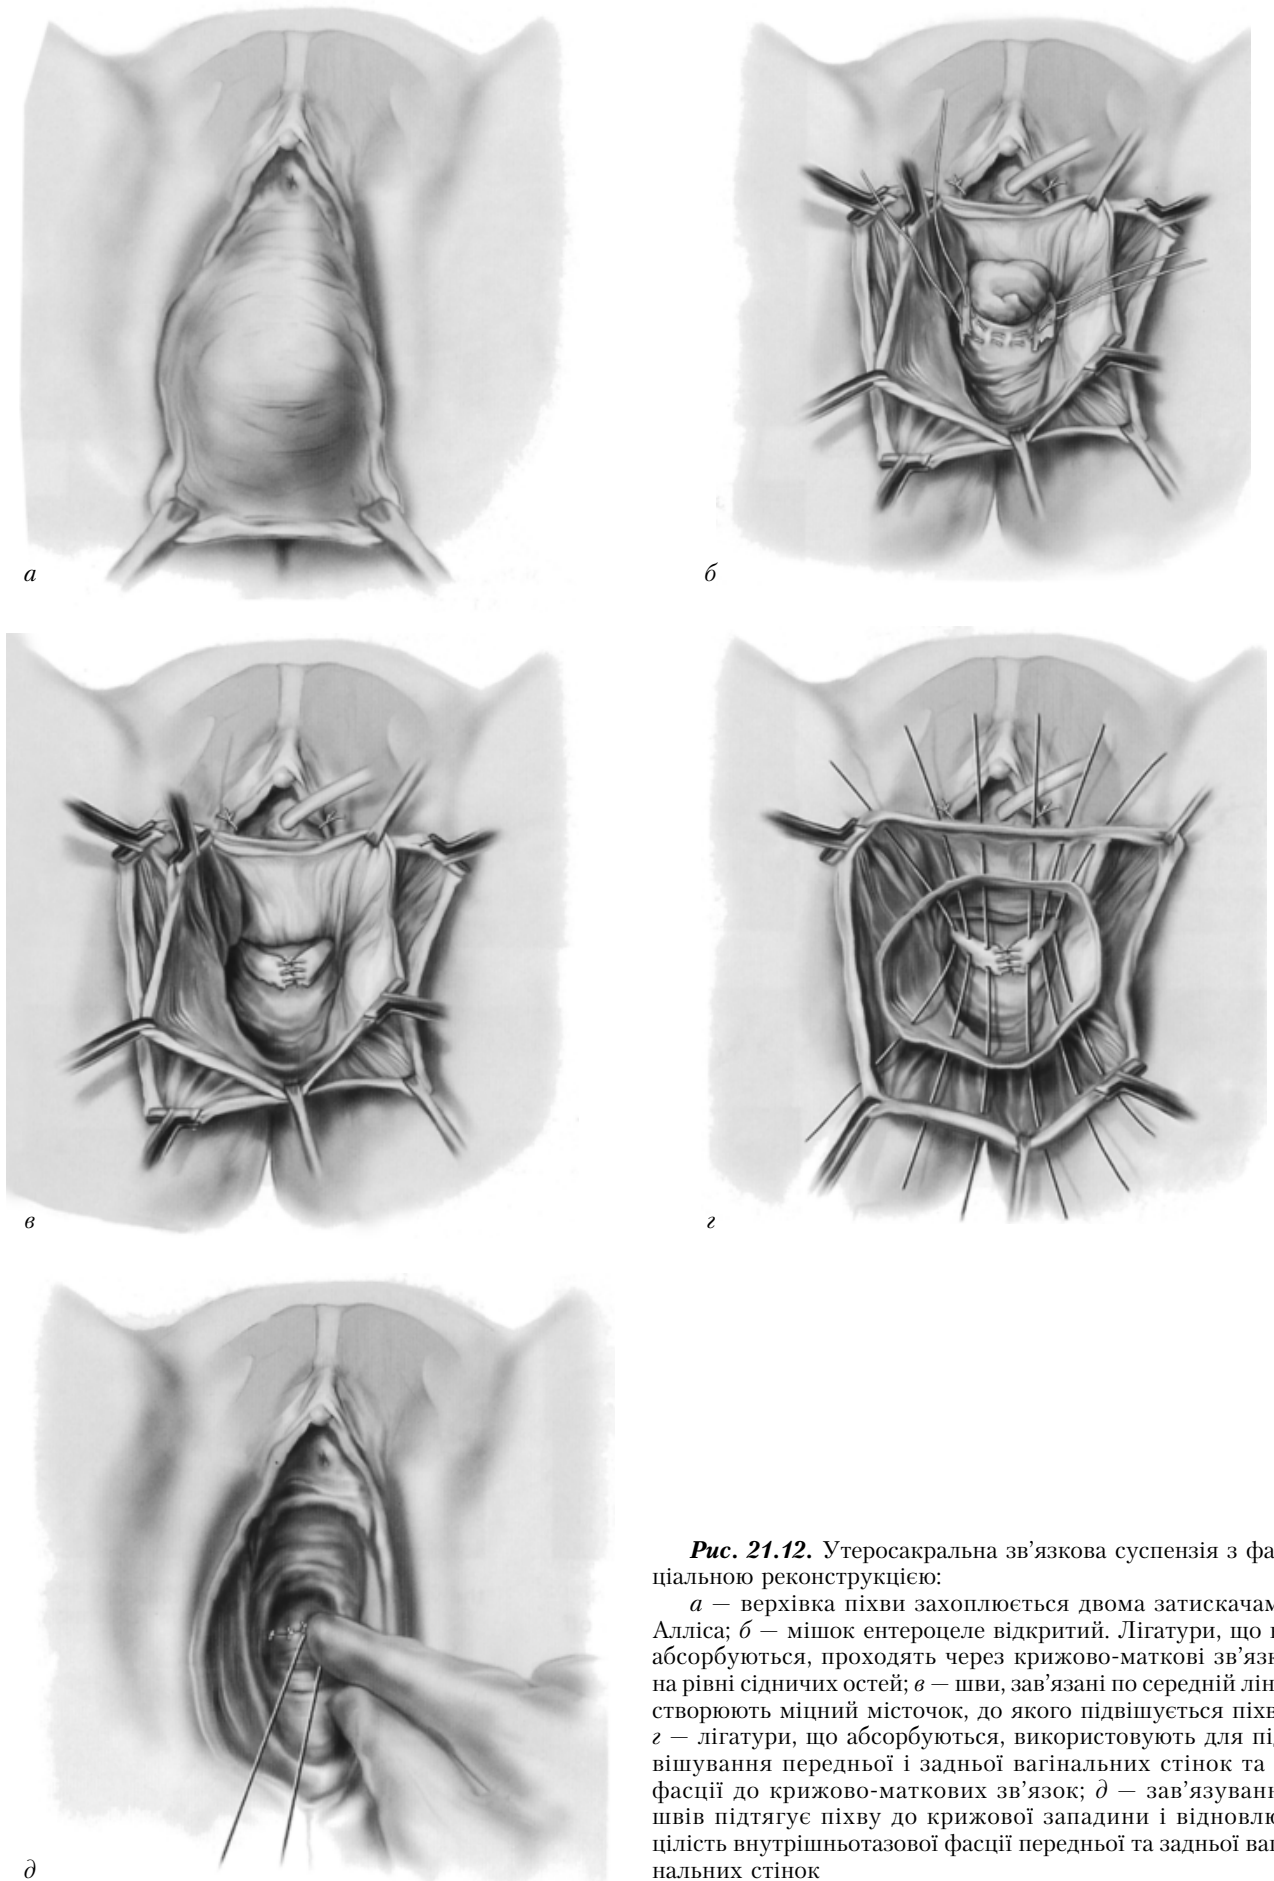 а
б
в
г
д
Рис. 21.12. Утеросакральна зв'язкова суспензія з фа
ціальною реконструкцією:
а — верхівка піхви захоплюється двома затискачам
Алліса; б — мішок ентероцеле відкритий. Лігатури, що
абсорбуються, проходять через крижово-маткові зв'язк
на рівні сідничих остей; в — шви, зав'язані по середній ліні
створюють міцний місточок, до якого підвішується піхв
г — лігатури, що абсорбуються, використовують для під
вішування передньої і задньої вагінальних стінок та
фасції до крижово-маткових зв'язок; д — зав'язуванн
швів підтягує піхву до крижової западини і відновлю
цілість внутрішньотазової фасції передньої та задньої ваг
нальних стінок